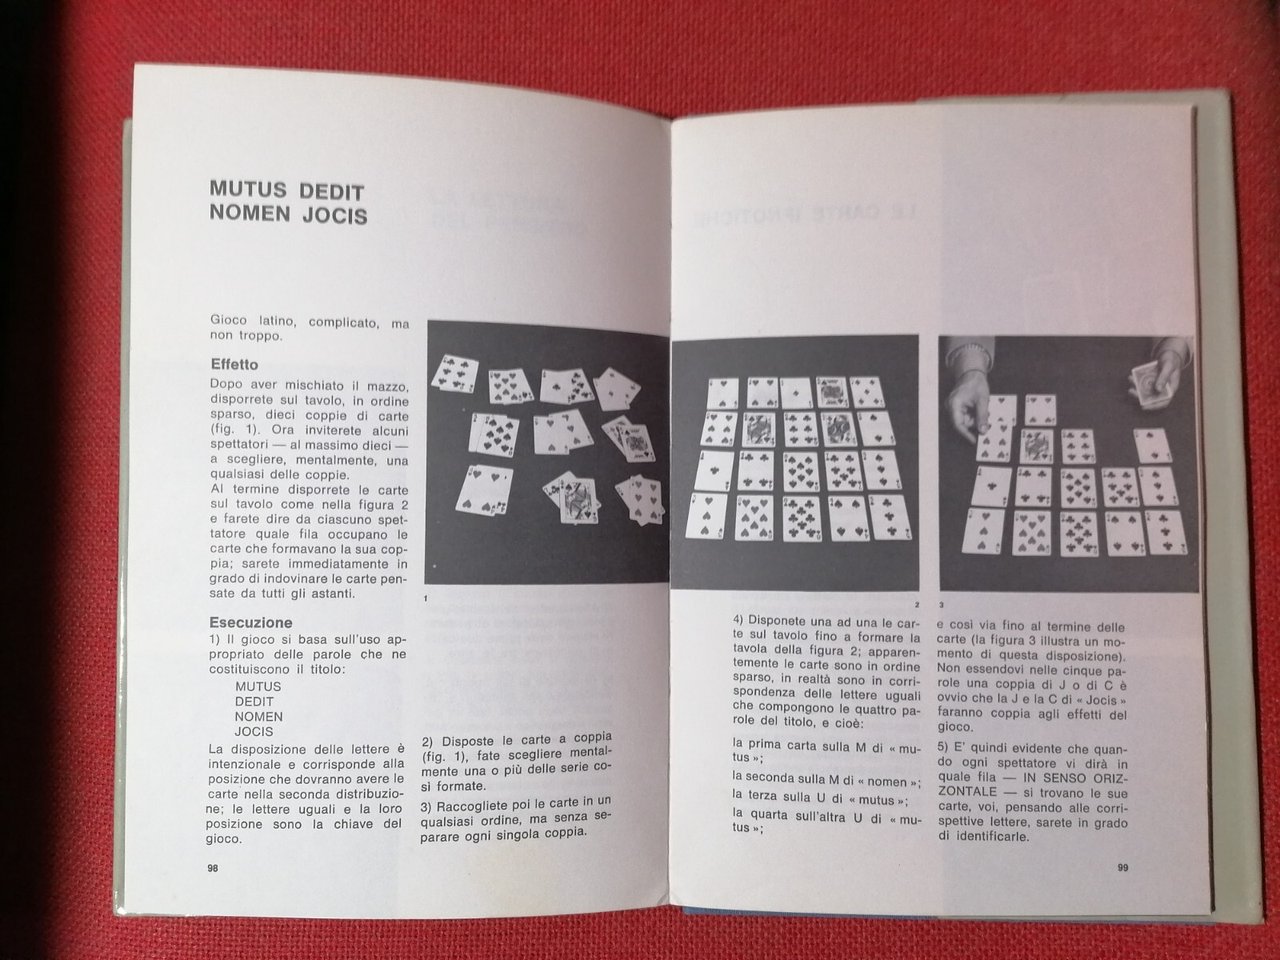 MUTUS DEDIT
NOMEN JOCIS
Gioco latino, complicato, ma
non troppo.
Effetto
Dopo aver mischiato il mazzo,
disporrete sul tavolo, in ordine
sparso, dieci coppie di carte
(fig. 1). Ora inviterete alcuni
spettatori — al massimo dieci —
a scegliere, mentalmente, una
qualsiasi delle coppie.
Al termine disporrete le carte
sul tavolo come nella figura 2
e farete dire da ciascuno spet-
tatore quale fila occupano le
carte che formavano la sua cop-
pia; sarete immediatamente in
grado di indovinare le carte pen-
sate da tutti gli astanti.
Esecuzione
1) Il gioco si basa sull'uso ap-
propriato delle parole che ne
costituiscono il titolo:
MUTUS
DEDIT
NOMEN
JOCIS
La disposizione delle lettere è
intenzionale e corrisponde alla
posizione che dovranno avere le
carte nella seconda distribuzio-
ne; le lettere uguali e la loro
posizione sono la chiave del
gioco.
98
1
2) Disposte le carte a coppia
(fig. 1), fate scegliere mental-
mente una o più delle serie co-
sì formate.
3) Raccogliete poi le carte in un
qualsiasi ordine, ma senza se-
parare ogni singola coppia.
2
4) Disponete una ad una le car-
te sul tavolo fino a formare la
tavola della figura 2; apparen-
temente le carte sono in ordine
sparso, in realtà sono in corri-
spondenza delle lettere uguali
che compongono le quattro pa-
role del titolo, e cioè:
la prima carta sulla M di « mu-
tus »;
la seconda sulla M di « nomen »;
la terza sulla U di « mutus »;
la quarta sull'altra U di « mu-
tus »;
3
e così via fino al termine delle
carte (la figura 3 illustra un mo-
mento di questa disposizione).
Non essendovi nelle cinque pa-
role una coppia di J o di C è
ovvio che la J e la C di « Jocis »
faranno coppia agli effetti del
gioco.
5) E' quindi evidente che quan-
do ogni spettatore vi dirà in
quale fila — IN SENSO ORIZ-
ZONTALE — si trovano le sue
carte, voi, pensando alle corri-
spettive lettere, sarete in grado
di identificarle.
99